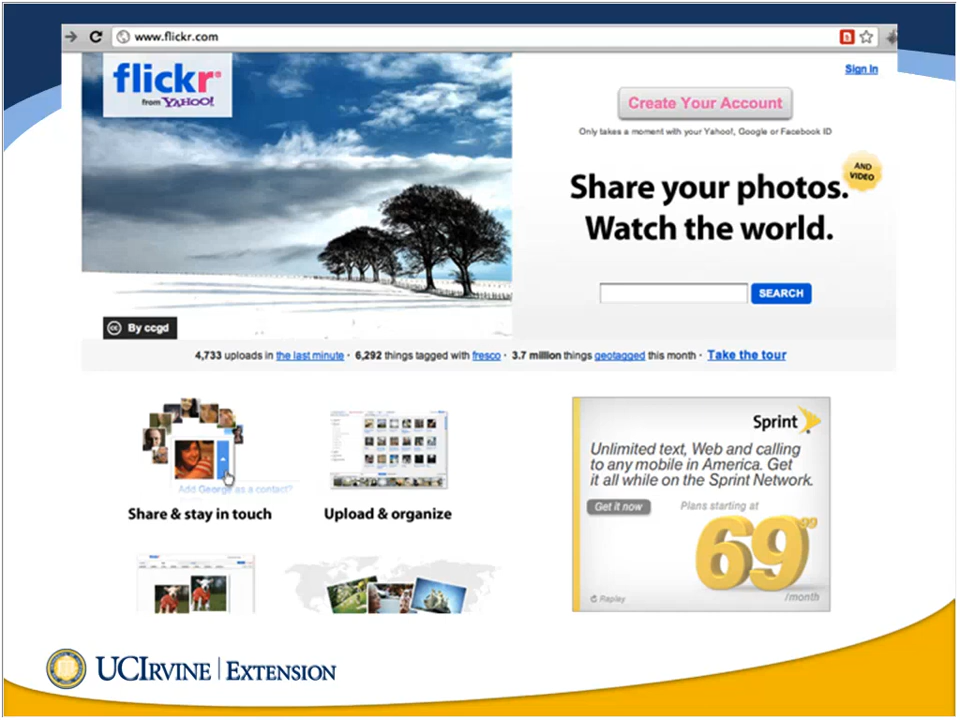 www.flickr.com
flickr
from YAHOO!
Sign In
Create Your Account
Only takes a moment with your Yahoo!, Google or Facebook ID
AND
VIDEO
Share your photos.
Watch the world.
SEARCH
cc By ccgd
4,733 uploads in the last minute · 6,292 things tagged with fresco · 3.7 million things geotagged this month · Take the tour
Add George as a contact?
Share & stay in touch
Upload & organize
Sprint
Unlimited text, Web and calling
to any mobile in America. Get
it all while on the Sprint Network.
Get it now
Plans starting at
69.99
/month
Replay
UCIRVINE | EXTENSION